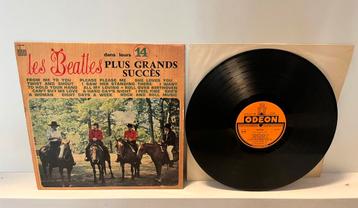 les Beatles dans leurs 14
PLUS GRANDS
SUCCÈS
FROM ME TO YOU PLEASE PLEASE ME SHE LOVES YOU
TWIST AND SHOUT I SAW HER STANDING THERE I WANT
TO HOLD YOUR HAND ALL MY LOVING ROLL OVER BEETHOVEN
CAN'T BUY ME LOVE A HARD DAY'S NIGHT I FEEL FINE SHE'S
A WOMAN EIGHT DAYS A WEEK ROCK AND ROLL MUSIC
ODEON